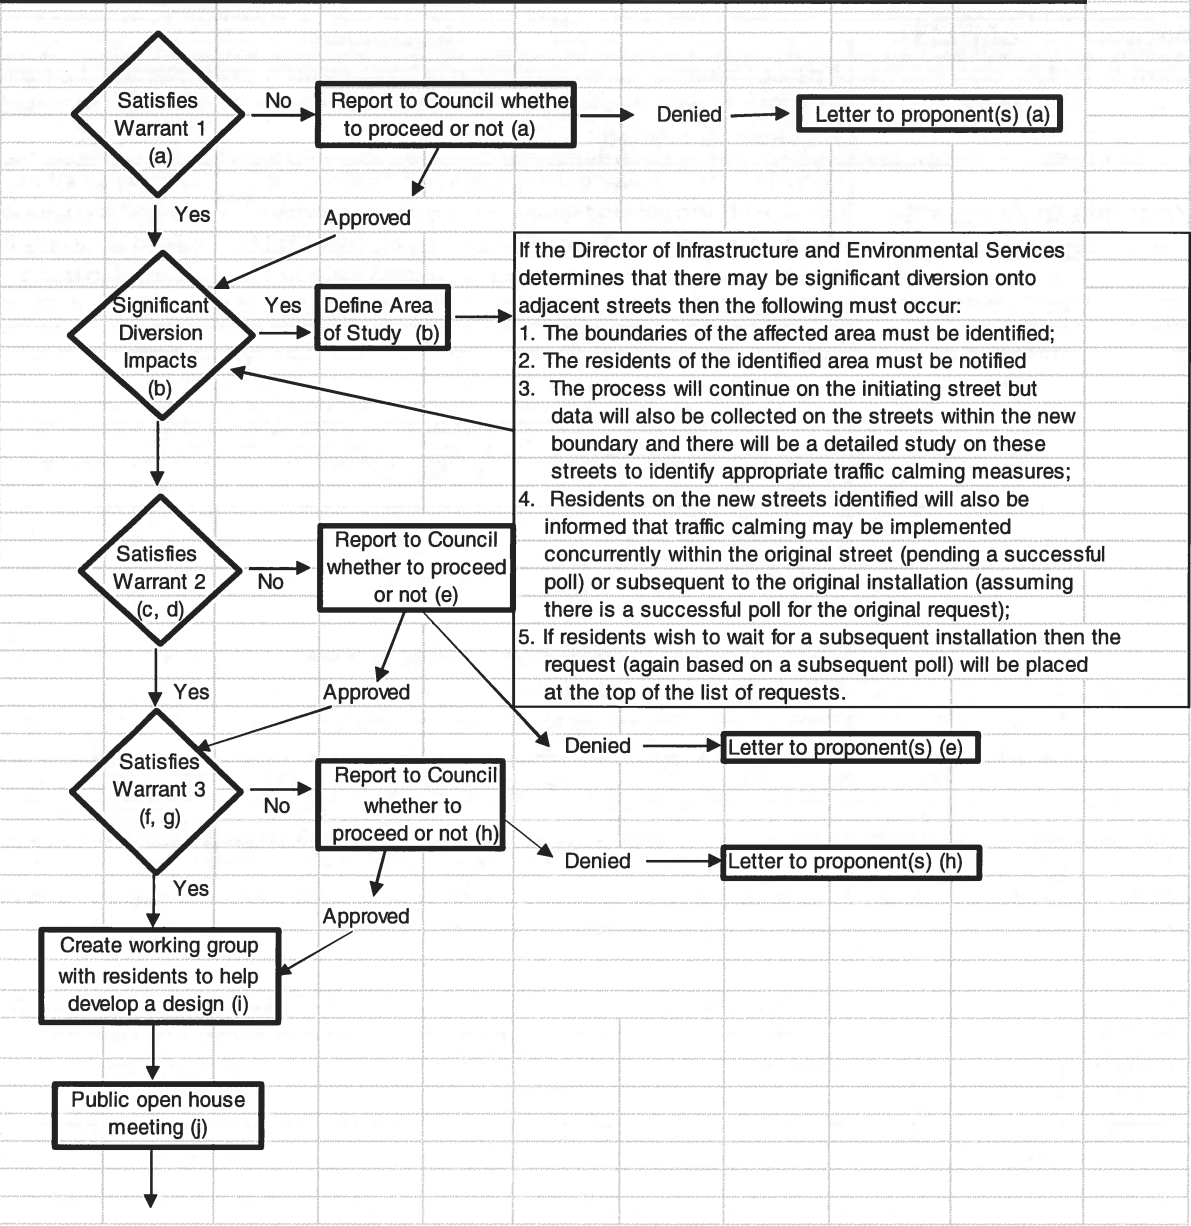 Satisfies
Warrant 1
(a)
No
Report to Council whether
to proceed or not (a)
Denied
Letter to proponent(s) (a)
Yes
Approved
Significant
Diversion
Impacts
(b)
Yes
Define Area
of Study (b)
If the Director of Infrastructure and Environmental Services
determines that there may be significant diversion onto
adjacent streets then the following must occur:
1. The boundaries of the affected area must be identified;
2. The residents of the identified area must be notified
3. The process will continue on the initiating street but
data will also be collected on the streets within the new
boundary and there will be a detailed study on these
streets to identify appropriate traffic calming measures;
4. Residents on the new streets identified will also be
informed that traffic calming may be implemented
concurrently within the original street (pending a successful
poll) or subsequent to the original installation (assuming
there is a successful poll for the original request);
5. If residents wish to wait for a subsequent installation then the
request (again based on a subsequent poll) will be placed
at the top of the list of requests.
Satisfies
Warrant 2
(c, d)
No
Report to Council
whether to proceed
or not (e)
Yes
Approved
Denied
Letter to proponent(s) (e)
Satisfies
Warrant 3
(f, g)
No
Report to Council
whether to
proceed or not (h)
Denied
Letter to proponent(s) (h)
Yes
Approved
Create working group
with residents to help
develop a design (i)
Public open house
meeting (j)